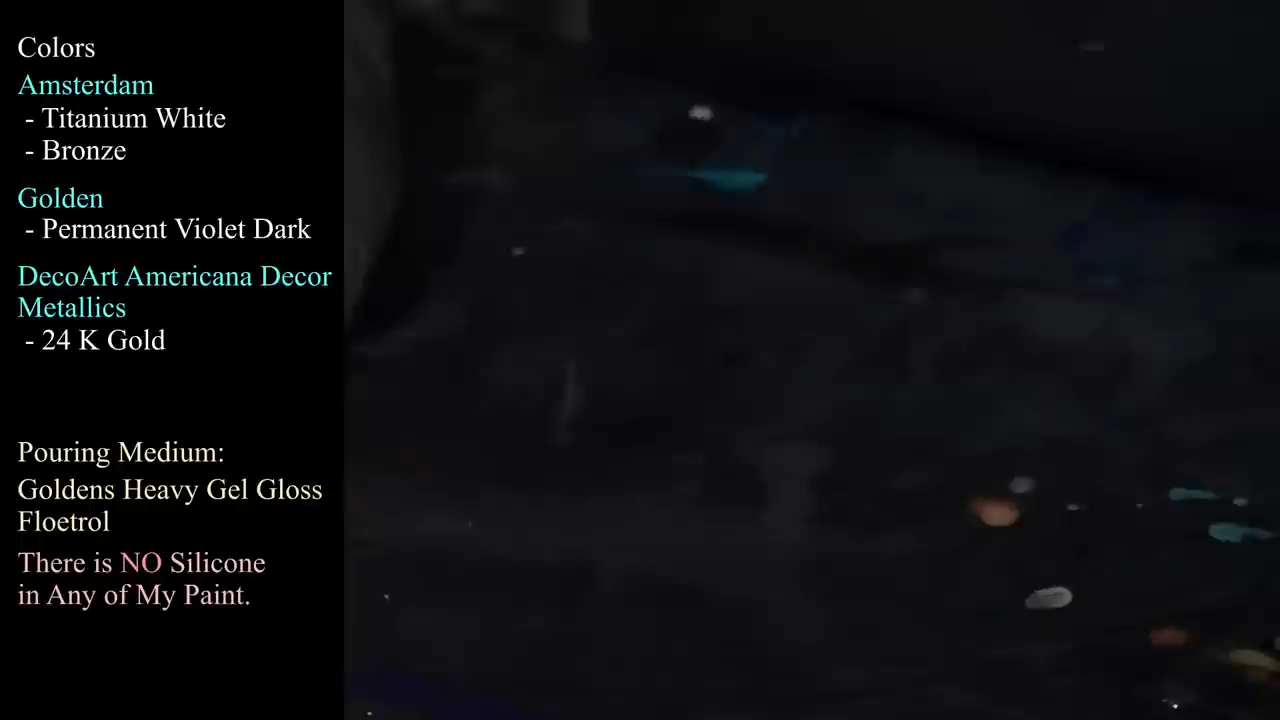 Colors
Amsterdam
- Titanium White
- Bronze
Golden
- Permanent Violet Dark
DecoArt Americana Decor
Metallics
- 24 K Gold
Pouring Medium:
Goldens Heavy Gel Gloss
Floetrol
There is NO Silicone
in Any of My Paint.